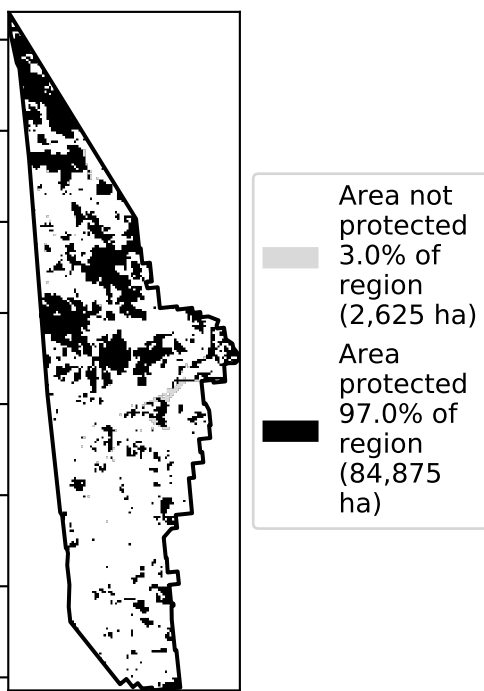 Area not
protected
3.0% of
region
(2,625 ha)
Area
protected
97.0% of
region
(84,875
ha)